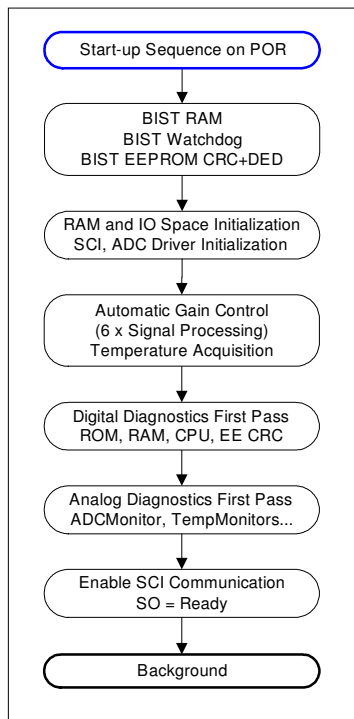 Start-up Sequence on POR
BIST RAM
BIST Watchdog
BIST EEPROM CRC+DED
RAM and IO Space Initialization
SCI, ADC Driver Initialization
Automatic Gain Control
(6 x Signal Processing)
Temperature Acquisition
Digital Diagnostics First Pass
ROM, RAM, CPU, EE CRC
Analog Diagnostics First Pass
ADCMonitor, TempMonitors...
Enable SCI Communication
SO = Ready
Background